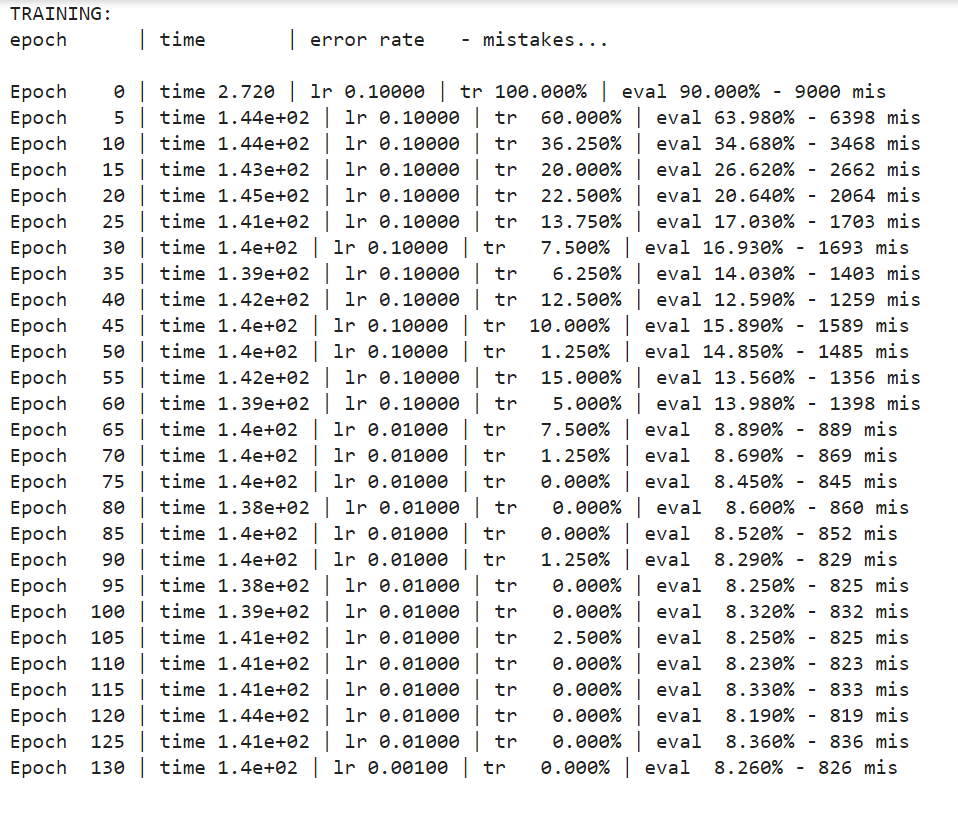 TRAINING:
epoch      | time       | error rate   - mistakes...
Epoch    0 | time 2.720 | lr 0.10000 | tr 100.000% | eval 90.000% - 9000 mis
Epoch    5 | time 1.44e+02 | lr 0.10000 | tr  60.000% | eval 63.980% - 6398 mis
Epoch   10 | time 1.44e+02 | lr 0.10000 | tr  36.250% | eval 34.680% - 3468 mis
Epoch   15 | time 1.43e+02 | lr 0.10000 | tr  20.000% | eval 26.620% - 2662 mis
Epoch   20 | time 1.45e+02 | lr 0.10000 | tr  22.500% | eval 20.640% - 2064 mis
Epoch   25 | time 1.41e+02 | lr 0.10000 | tr  13.750% | eval 17.030% - 1703 mis
Epoch   30 | time 1.4e+02 | lr 0.10000 | tr   7.500% | eval 16.930% - 1693 mis
Epoch   35 | time 1.39e+02 | lr 0.10000 | tr   6.250% | eval 14.030% - 1403 mis
Epoch   40 | time 1.42e+02 | lr 0.10000 | tr  12.500% | eval 12.590% - 1259 mis
Epoch   45 | time 1.4e+02 | lr 0.10000 | tr  10.000% | eval 15.890% - 1589 mis
Epoch   50 | time 1.4e+02 | lr 0.10000 | tr   1.250% | eval 14.850% - 1485 mis
Epoch   55 | time 1.42e+02 | lr 0.10000 | tr  15.000% | eval 13.560% - 1356 mis
Epoch   60 | time 1.39e+02 | lr 0.10000 | tr   5.000% | eval 13.980% - 1398 mis
Epoch   65 | time 1.4e+02 | lr 0.01000 | tr   7.500% | eval  8.890% - 889 mis
Epoch   70 | time 1.4e+02 | lr 0.01000 | tr   1.250% | eval  8.690% - 869 mis
Epoch   75 | time 1.4e+02 | lr 0.01000 | tr   0.000% | eval  8.450% - 845 mis
Epoch   80 | time 1.38e+02 | lr 0.01000 | tr   0.000% | eval  8.600% - 860 mis
Epoch   85 | time 1.4e+02 | lr 0.01000 | tr   0.000% | eval  8.520% - 852 mis
Epoch   90 | time 1.4e+02 | lr 0.01000 | tr   1.250% | eval  8.290% - 829 mis
Epoch   95 | time 1.38e+02 | lr 0.01000 | tr   0.000% | eval  8.250% - 825 mis
Epoch  100 | time 1.39e+02 | lr 0.01000 | tr   0.000% | eval  8.320% - 832 mis
Epoch  105 | time 1.41e+02 | lr 0.01000 | tr   2.500% | eval  8.250% - 825 mis
Epoch  110 | time 1.41e+02 | lr 0.01000 | tr   0.000% | eval  8.230% - 823 mis
Epoch  115 | time 1.41e+02 | lr 0.01000 | tr   0.000% | eval  8.330% - 833 mis
Epoch  120 | time 1.44e+02 | lr 0.01000 | tr   0.000% | eval  8.190% - 819 mis
Epoch  125 | time 1.41e+02 | lr 0.01000 | tr   0.000% | eval  8.360% - 836 mis
Epoch  130 | time 1.4e+02 | lr 0.00100 | tr   0.000% | eval  8.260% - 826 mis